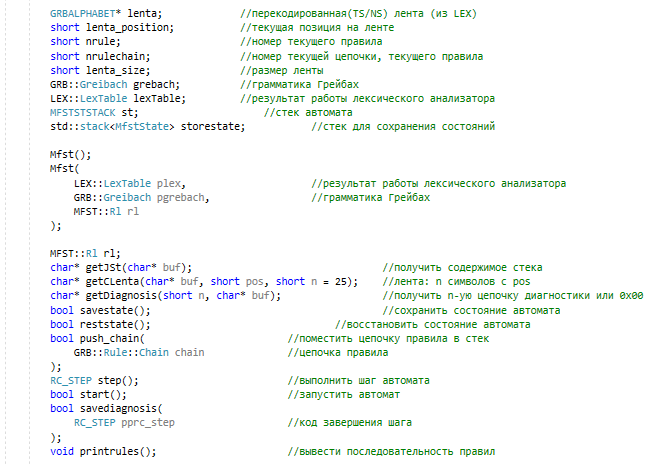 GRBALPHABET* lenta; //перекодированная(TS/NS) лента (из LEX)
short lenta_position; //текущая позиция на ленте
short nrule; //номер текущего правила
short nrulechain; //номер текущей цепочки, текущего правила
short lenta_size; //размер ленты
GRB::Greibach grebach; //грамматика Грейбах
LEX::LexTable lexTable; //результат работы лексического анализатора
MFSTSTSTACK st; //стек автомата
std::stack<MfstState> storestate; //стек для сохранения состояний
Mfst();
Mfst(
LEX::LexTable plex, //результат работы лексического анализатора
GRB::Greibach pgrebach, //грамматика Грейбах
MFST::Rl rl
);
MFST::Rl rl;
char* getJSt(char* buf); //получить содержимое стека
char* getCLenta(char* buf, short pos, short n = 25); //лента: n символов с pos
char* getDiagnosis(short n, char* buf); //получить n-ую цепочку диагностики или 0x00
bool savestate(); //сохранить состояние автомата
bool reststate(); //восстановить состояние автомата
bool push_chain( //поместить цепочку правила в стек
GRB::Rule::Chain chain //цепочка правила
);
RC_STEP step(); //выполнить шаг автомата
bool start(); //запустить автомат
bool savediagnosis(
RC_STEP pprc_step //код завершения шага
);
void printrules(); //вывести последовательность правил